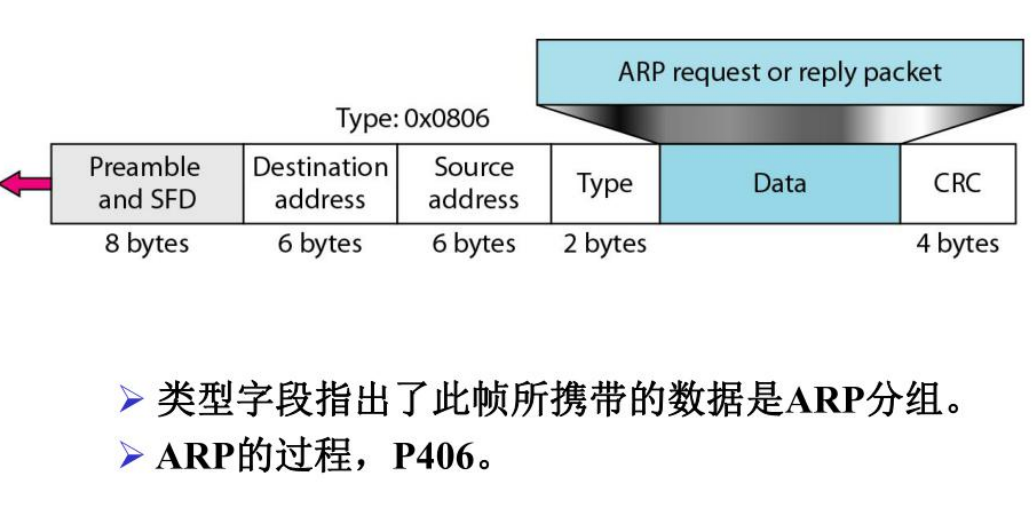 ARP request or reply packet
Type: 0x0806
Preamble and SFD
Destination address
Source address
Type
Data
CRC
8 bytes
6 bytes
6 bytes
2 bytes
4 bytes
类型字段指出了此帧所携带的数据是ARP分组。
ARP的过程，P406。